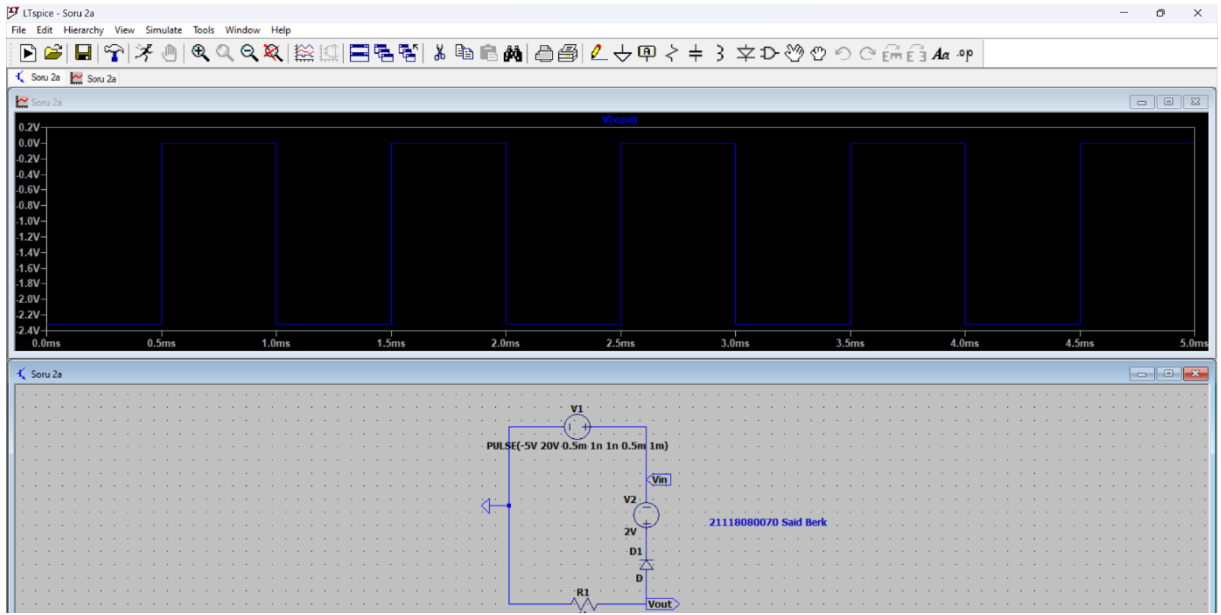 LTspice - Soru 2a
File Edit Hierarchy View Simulate Tools Window Help
Aa .op
Soru 2a Soru 2a
Soru 2a
V(vout)
0.2V
0.0V
-0.2V
-0.4V
-0.6V
-0.8V
-1.0V
-1.2V
-1.4V
-1.6V
-1.8V
-2.0V
-2.2V
-2.4V
0.0ms 0.5ms 1.0ms 1.5ms 2.0ms 2.5ms 3.0ms 3.5ms 4.0ms 4.5ms 5.0ms
Soru 2a
V1
PULSE(-5V 20V 0.5m 1n 1n 0.5m 1m)
Vin
V2
2V
21118080070 Said Berk
D1
D
R1
Vout